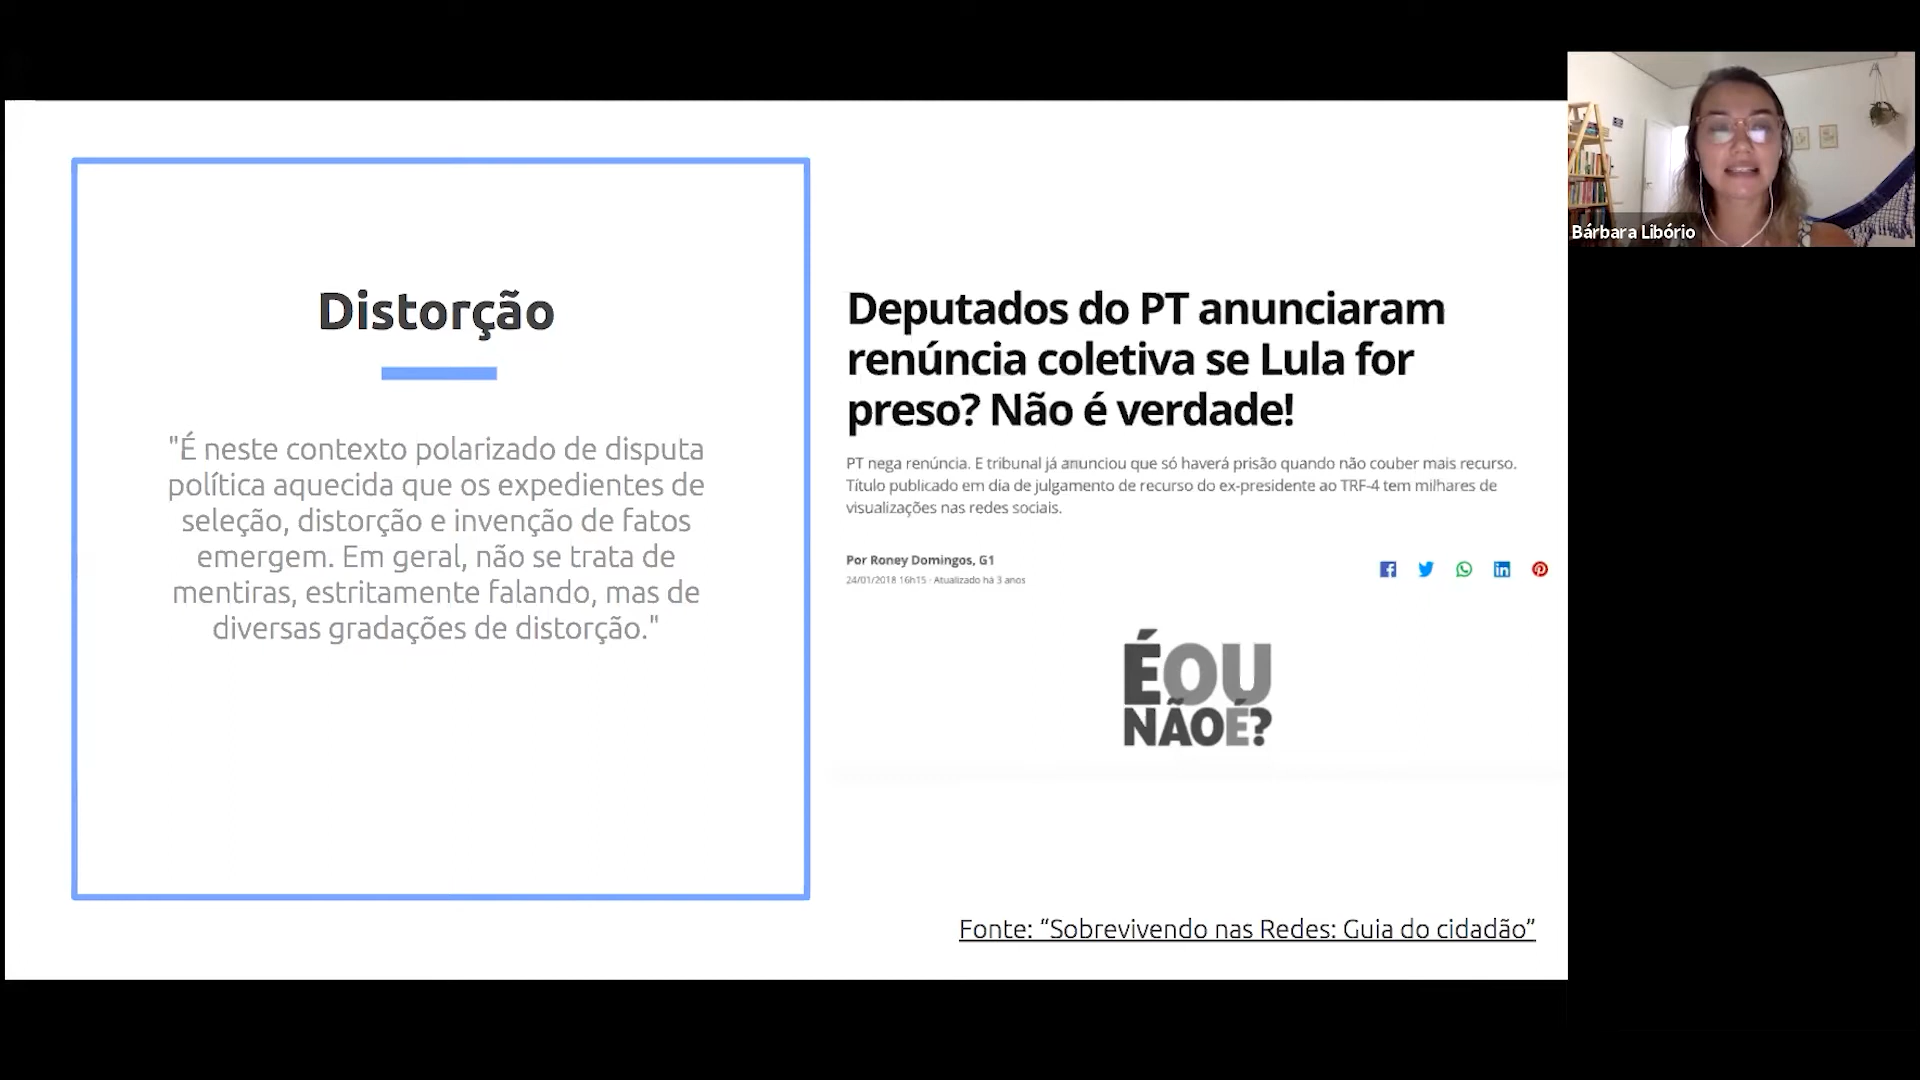 Distorção
"É neste contexto polarizado de disputa
política aquecida que os expedientes de
seleção, distorção e invenção de fatos
emergem. Em geral, não se trata de
mentiras, estritamente falando, mas de
diversas gradações de distorção."
Deputados do PT anunciaram
renúncia coletiva se Lula for
preso? Não é verdade!
PT nega renúncia. E tribunal já anunciou que só haverá prisão quando não couber mais recurso.
Título publicado em dia de julgamento de recurso do ex-presidente ao TRF-4 tem milhares de
visualizações nas redes sociais.
Por Roney Domingos, G1
24/01/2018 16h15 · Atualizado há 3 anos
É OU
NÃO É?
Fonte: “Sobrevivendo nas Redes: Guia do cidadão”
Bárbara Libório